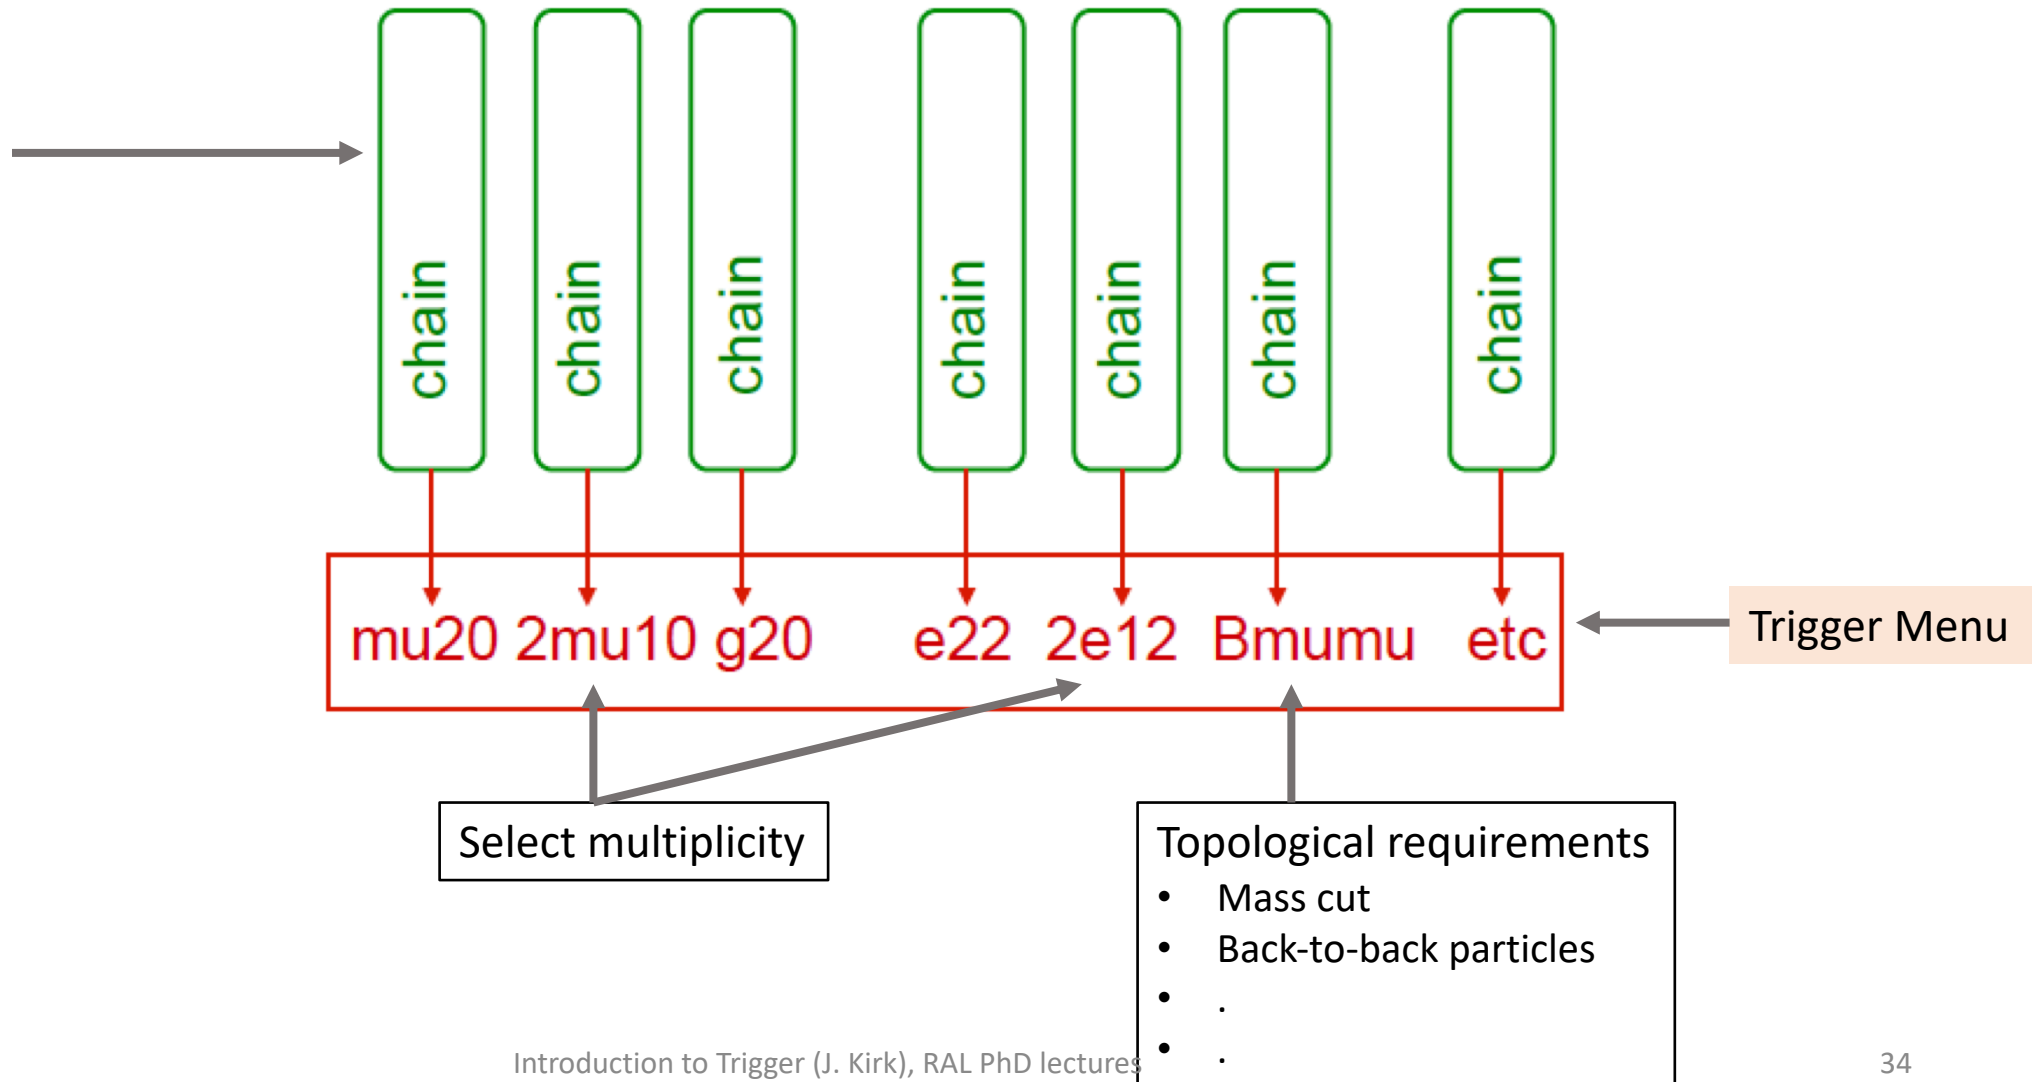 chain chain chain chain chain chain chain
mu20 2mu10 g20 e22 2e12 Bmumu etc
Trigger Menu
Select multiplicity
Topological requirements
• Mass cut
• Back-to-back particles
• .
• .
Introduction to Trigger (J. Kirk), RAL PhD lectures
34